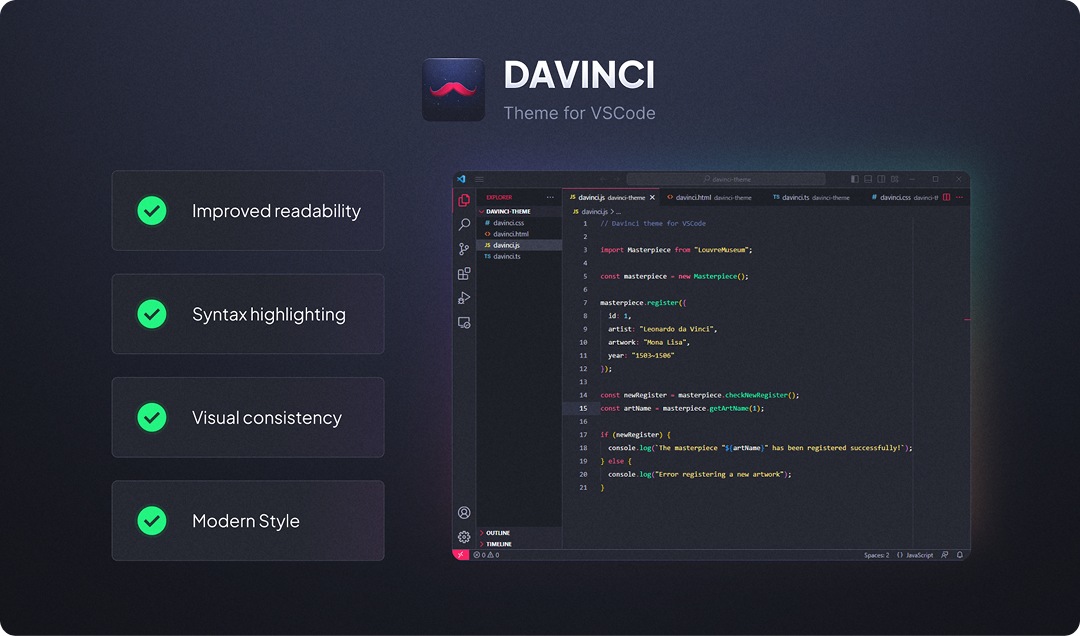 DAVINCI
Theme for VSCode
Improved readability
Syntax highlighting
Visual consistency
Modern Style
davinci-theme
EXPLORER
DAVINCI-THEME
davinci.css
davinci.html
JS davinci.js
TS davinci.ts
OUTLINE
TIMELINE
JS davinci.js davinci-theme
davinci.html davinci-theme
TS davinci.ts davinci-theme
# davinci.css davinci-th
JS davinci.js > ...
1 // Davinci theme for VSCode
2
3 import Masterpiece from "LouvreMuseum";
4
5 const masterpiece = new Masterpiece();
6
7 masterpiece.register({
8 id: 1,
9 artist: "Leonardo da Vinci",
10 artwork: "Mona Lisa",
11 year: "1503~1506"
12 });
13
14 const newRegister = masterpiece.checkNewRegister();
15 const artName = masterpiece.getArtName(1);
16
17 if (newRegister) {
18 console.log(`The masterpiece "${artName}" has been registered successfully!`);
19 } else {
20 console.log("Error registering a new artwork");
21 }
0 0
Spaces: 2 {} JavaScript